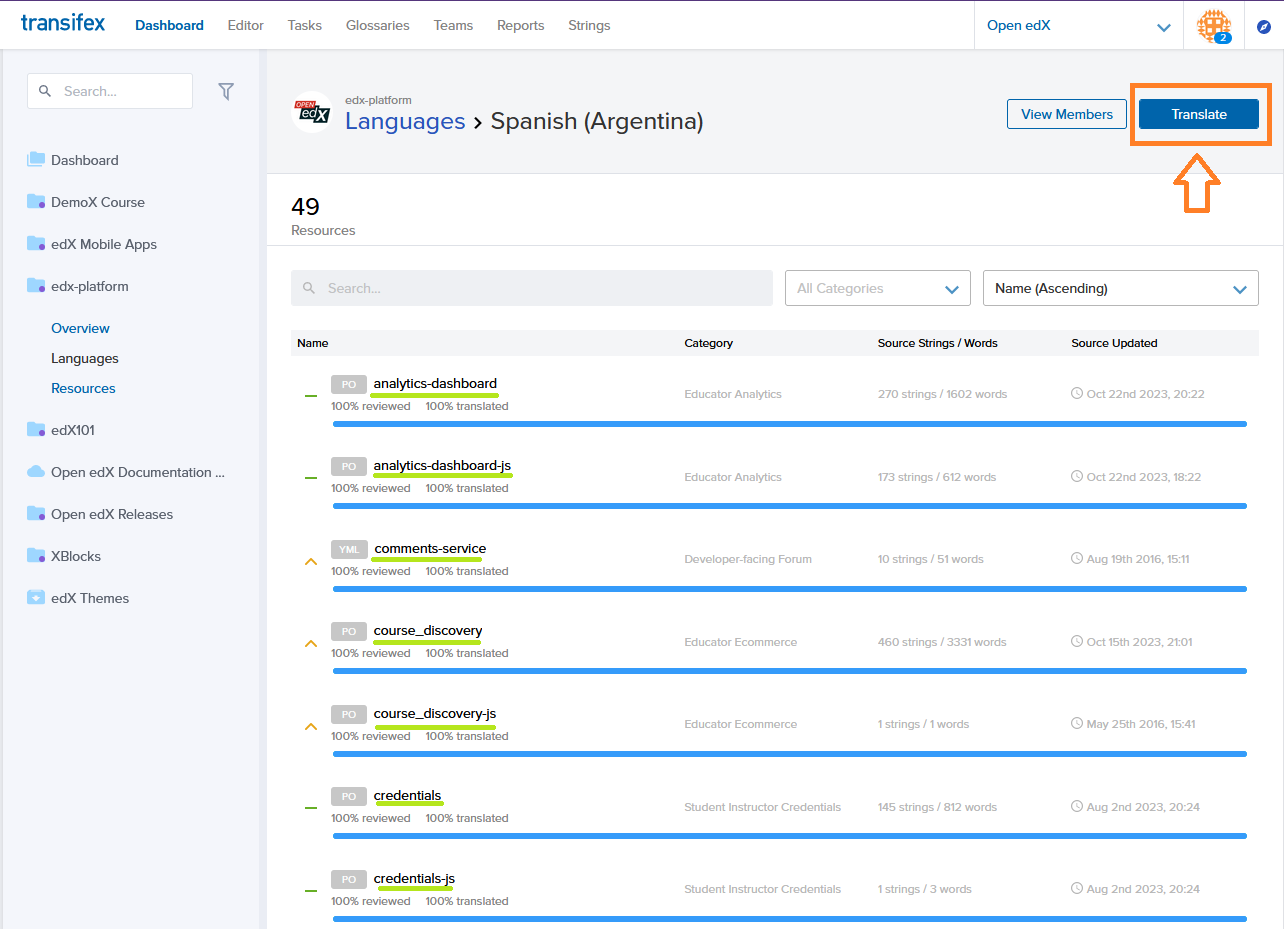 transifex Dashboard Editor Tasks Glossaries Teams Reports Strings Open edX 2
Search...
Dashboard
DemoX Course
edX Mobile Apps
edx-platform
Overview
Languages
Resources
edX101
Open edX Documentation ...
Open edX Releases
XBlocks
edX Themes
OPEN
edX
edx-platform
Languages › Spanish (Argentina)
View Members
Translate
49
Resources
Search...
All Categories
Name (Ascending)
Name Category Source Strings / Words Source Updated
PO analytics-dashboard
100% reviewed 100% translated
Educator Analytics 270 strings / 1602 words Oct 22nd 2023, 20:22
PO analytics-dashboard-js
100% reviewed 100% translated
Educator Analytics 173 strings / 612 words Oct 22nd 2023, 18:22
YML comments-service
100% reviewed 100% translated
Developer-facing Forum 10 strings / 51 words Aug 19th 2016, 15:11
PO course_discovery
100% reviewed 100% translated
Educator Ecommerce 460 strings / 3331 words Oct 15th 2023, 21:01
PO course_discovery-js
100% reviewed 100% translated
Educator Ecommerce 1 strings / 1 words May 25th 2016, 15:41
PO credentials
100% reviewed 100% translated
Student Instructor Credentials 145 strings / 812 words Aug 2nd 2023, 20:24
PO credentials-js
100% reviewed 100% translated
Student Instructor Credentials 1 strings / 3 words Aug 2nd 2023, 20:24